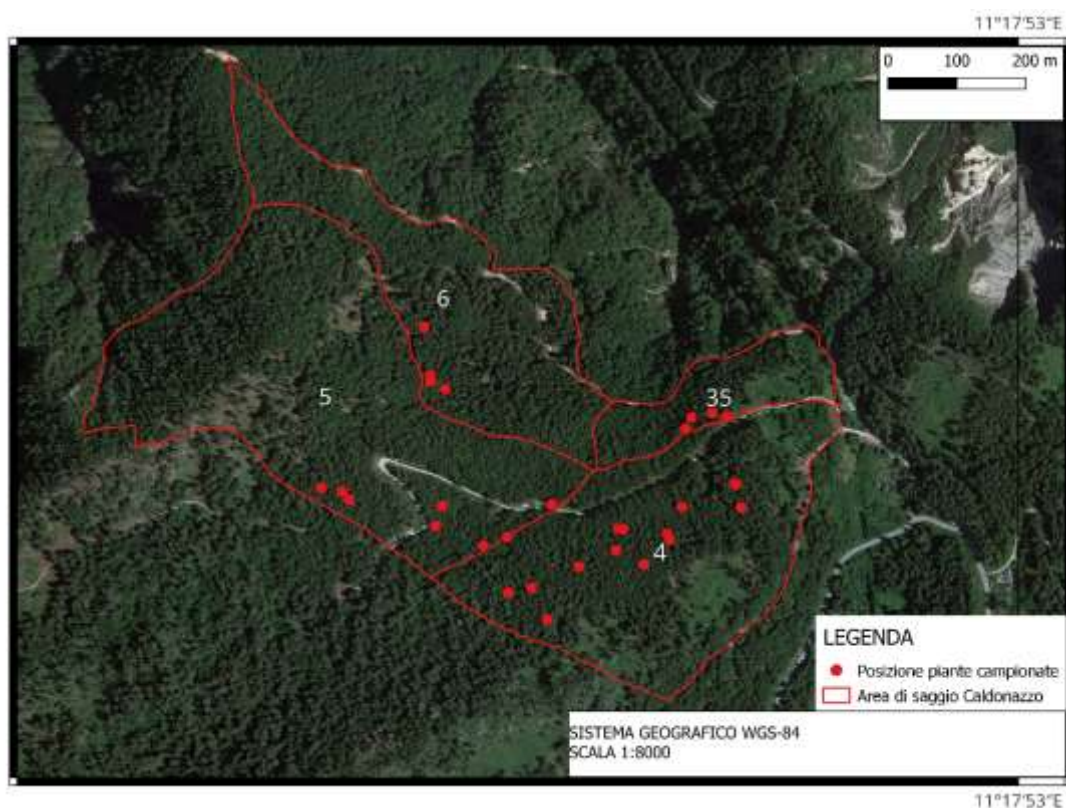 11°17'53"E
0 100 200 m
6
5
35
4
LEGENDA
Posizione piante campionate
Area di saggio Caldonazzo
SISTEMA GEOGRAFICO WGS-84
SCALA 1:8000
11°17'53"E